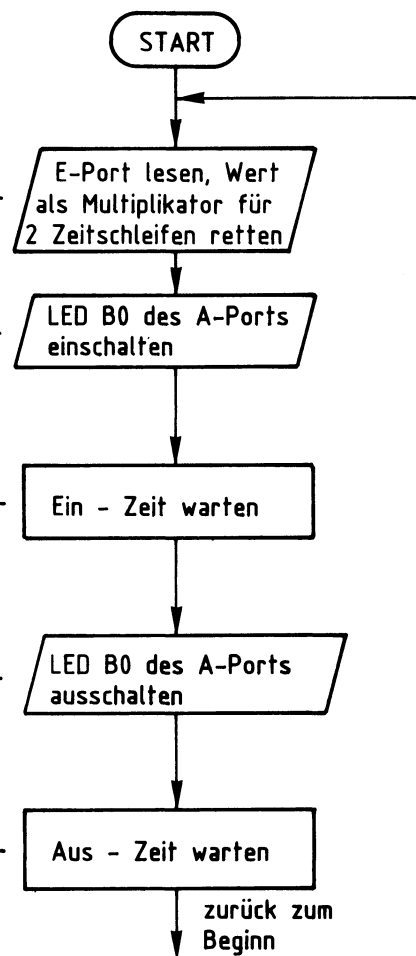 START
E-Port lesen, Wert
als Multiplikator für
2 Zeitschleifen retten
LED B0 des A-Ports
einschalten
Ein - Zeit warten
LED B0 des A-Ports
ausschalten
Aus - Zeit warten
zurück zum
Beginn